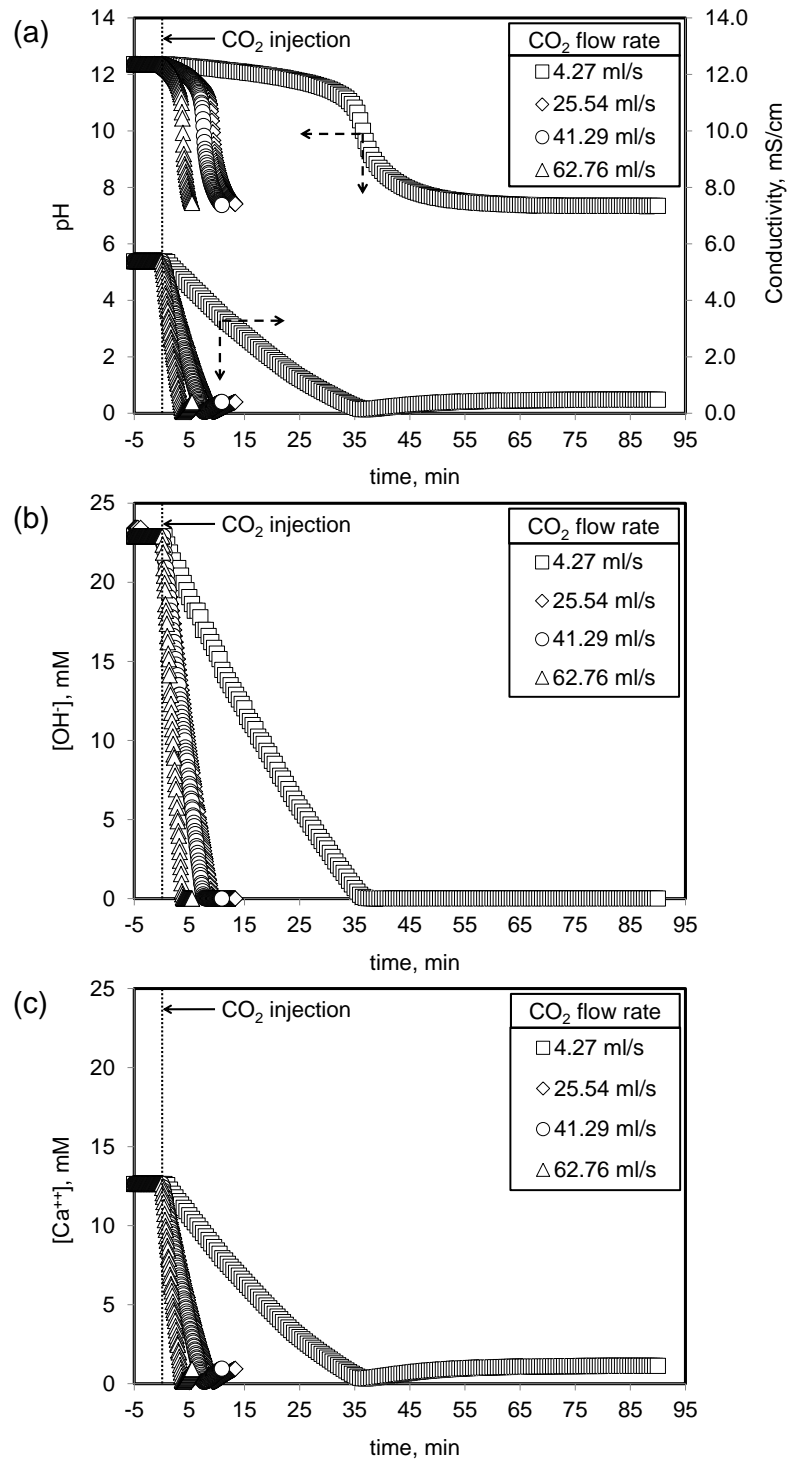 (a)
CO₂ injection
CO₂ flow rate
□4.27 ml/s
◇25.54 ml/s
○41.29 ml/s
△62.76 ml/s
14
12
10
8
6
4
2
0
pH
14.0
12.0
10.0
8.0
6.0
4.0
2.0
0.0
Conductivity, mS/cm
-5 5 15 25 35 45 55 65 75 85 95
time, min
(b)
CO₂ injection
CO₂ flow rate
□4.27 ml/s
◇25.54 ml/s
○41.29 ml/s
△62.76 ml/s
25
20
15
10
5
0
[OH⁻], mM
-5 5 15 25 35 45 55 65 75 85 95
time, min
(c)
CO₂ injection
CO₂ flow rate
□4.27 ml/s
◇25.54 ml/s
○41.29 ml/s
△62.76 ml/s
25
20
15
10
5
0
[Ca⁺⁺], mM
-5 5 15 25 35 45 55 65 75 85 95
time, min